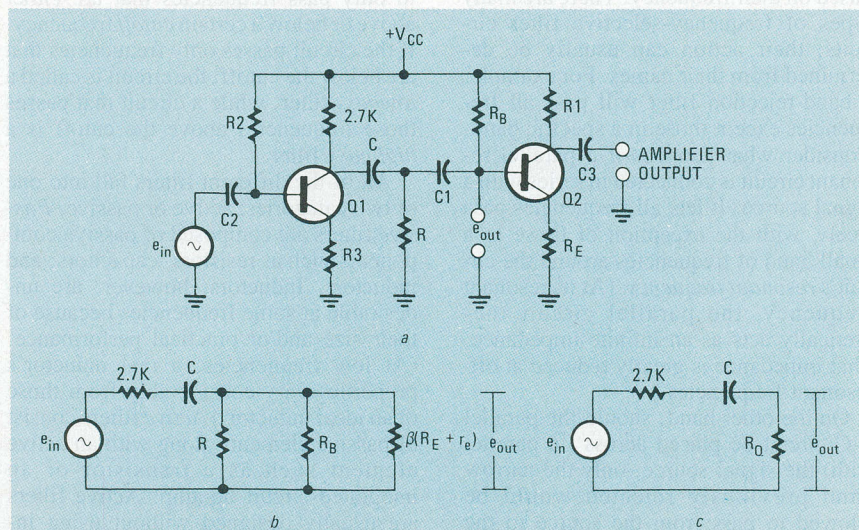 +VCC
R2
2.7K
RB
R1
C
C1
C3
AMPLIFIER
OUTPUT
C2
Q1
Q2
ein
R
eout
R3
RE
a
2.7K
C
ein
R
RB
β(RE + re)
eout
b
2.7K
C
ein
RQ
eout
c